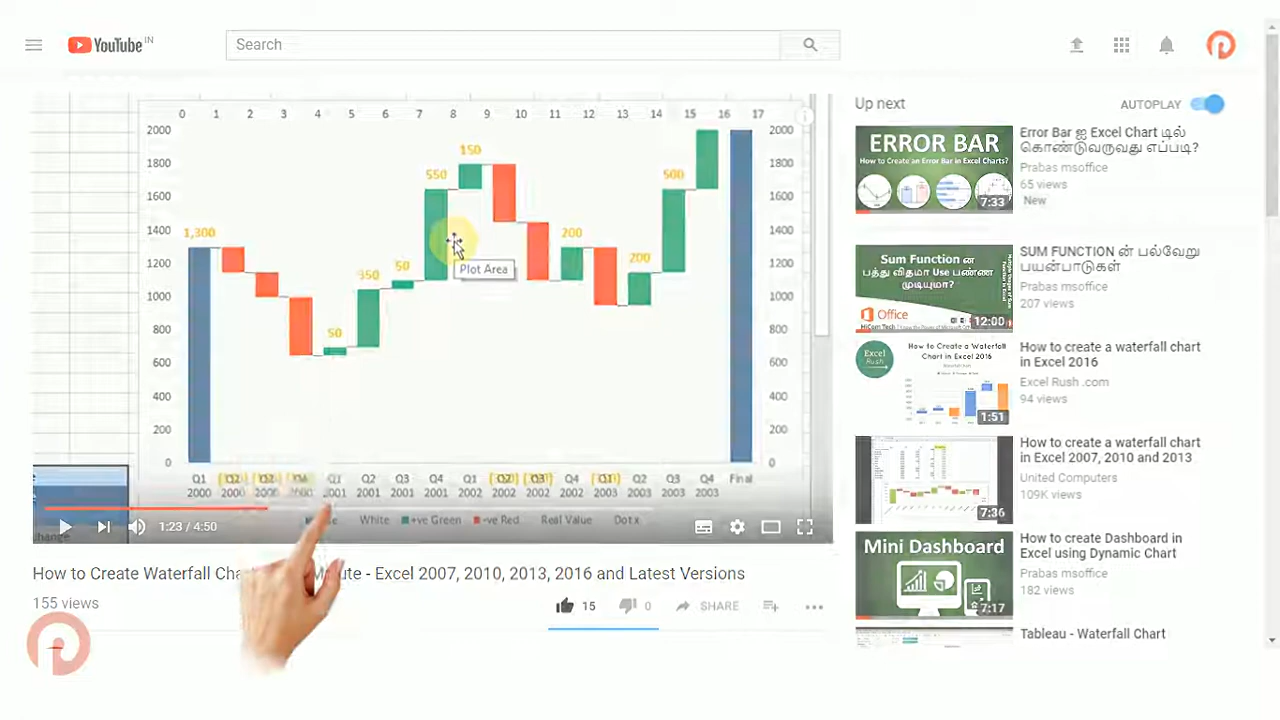 YouTube IN
Search
0 1 2 3 4 5 6 7 8 9 10 11 12 13 14 15 16 17
2000 2000
1800 1800
1600 1600
1400 1400
1200 1200
1000 1000
800 800
600 600
400 400
200 200
0 0
1,300
50
350
50
550
150
200
200
500
Plot Area
Q1 Q2 Q3 Q4 Q1 Q2 Q3 Q4 Q1 Q2 Q3 Q4 Q1 Q2 Q3 Q4 Final
2000 2000 2000 2000 2001 2001 2001 2001 2002 2002 2002 2002 2003 2003 2003 2003
White +ve Green -ve Red Real Value Dot x
1:23 / 4:50
How to Create Waterfall - Excel 2007, 2010, 2013, 2016 and Latest Versions
155 views
15 0 SHARE
Up next AUTOPLAY
ERROR BAR
How to Create an Error Bar in Excel Charts?
7:33
Error Bar ஐ Excel Chart டில்
கொண்டுவருவது எப்படி?
Prabas msoffice
65 views
New
Sum Function ன
பத்து விதமா Use பண்ண
முடியுமா?
Office
HiCom Tech
12:00
SUM FUNCTION ன் பல்வேறு
பயன்பாடுகள்
Prabas msoffice
207 views
Excel
Rush
How to Create a Waterfall
Chart in Excel 2016
1:51
How to create a waterfall chart
in Excel 2016
Excel Rush .com
94 views
7:36
How to create a waterfall chart
in Excel 2007, 2010 and 2013
United Computers
109K views
Mini Dashboard
7:17
How to create Dashboard in
Excel using Dynamic Chart
Prabas msoffice
182 views
Tableau - Waterfall Chart